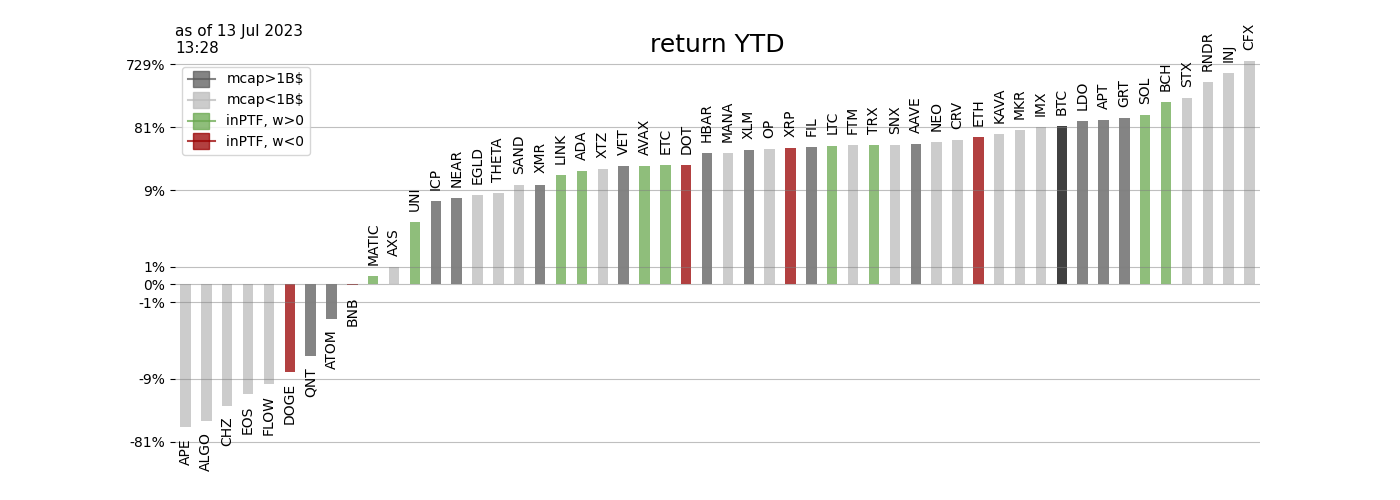 as of 13 Jul 2023
13:28
return YTD
729%
81%
9%
1%
0%
-1%
-9%
-81%
mcap>1B$
mcap<1B$
inPTF, w>0
inPTF, w<0
APE
ALGO
CHZ
EOS
FLOW
DOGE
QNT
ATOM
BNB
MATIC
AXS
UNI
ICP
NEAR
EGLD
THETA
SAND
XMR
LINK
ADA
XTZ
VET
AVAX
ETC
DOT
HBAR
MANA
XLM
OP
XRP
FIL
LTC
FTM
TRX
SNX
AAVE
NEO
CRV
ETH
KAVA
MKR
IMX
BTC
LDO
APT
GRT
SOL
BCH
STX
RNDR
INJ
CFX